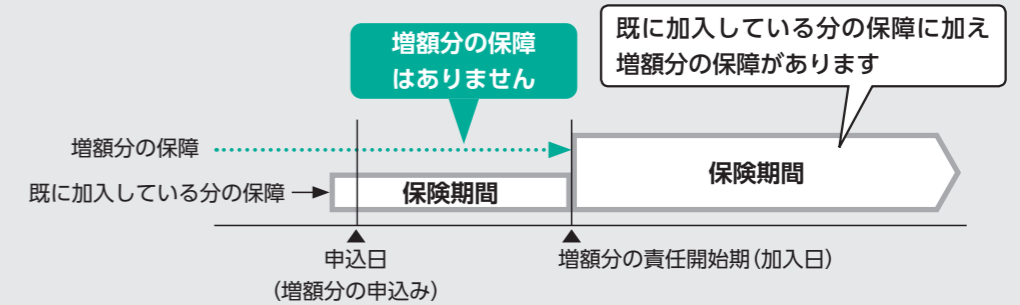 増額分の保障
はありません
既に加入している分の保障に加え
増額分の保障があります
増額分の保障
既に加入している分の保障
保険期間
保険期間
申込日
(増額分の申込み)
増額分の責任開始期(加入日)